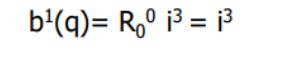 b¹(q)= R₀⁰ i³ = i³